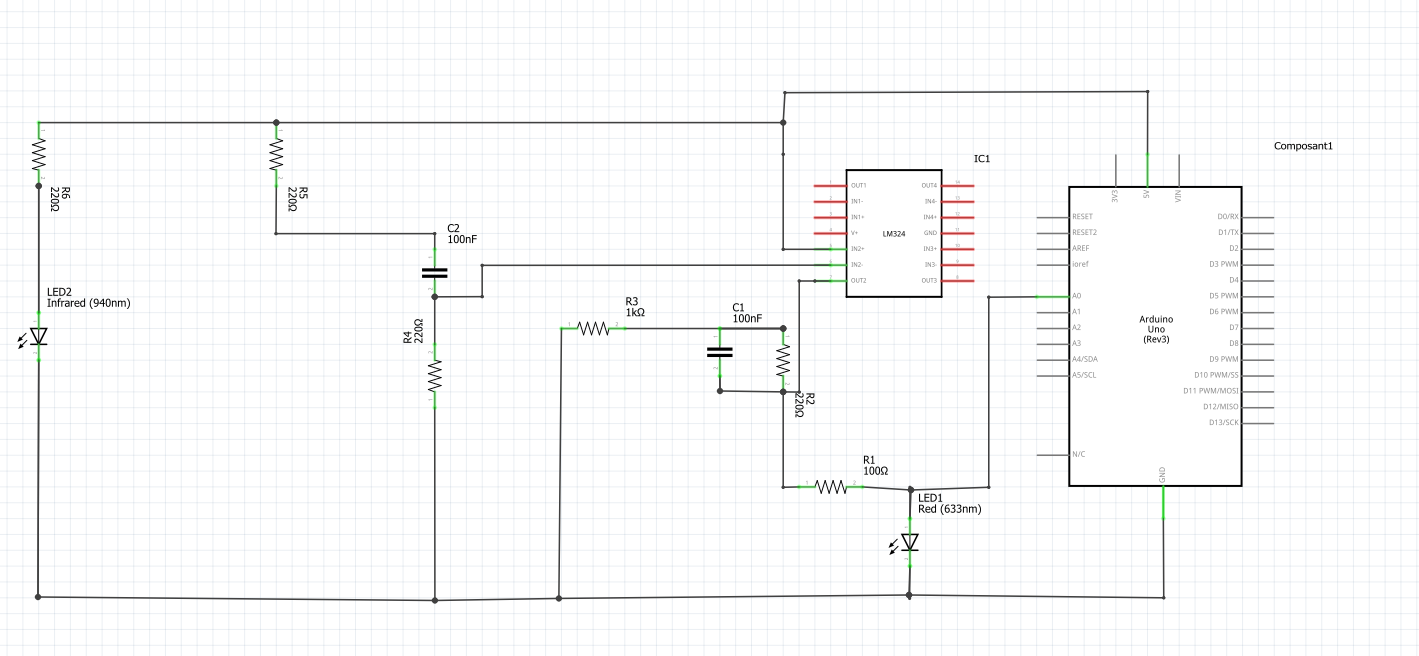 IC1
Composant1
R6
220Ω
R5
220Ω
OUT1
OUT4
IN1-
IN4-
IN1+
IN4+
V+
LM324
GND
IN2+
IN3+
IN2-
IN3-
OUT2
OUT3
3V3
5V
VIN
RESET
D0/RX
RESET2
D1/TX
AREF
D2
ioref
D3 PWM
D4
A0
D5 PWM
A1
D6 PWM
A2
D7
A3
D8
A4/SDA
D9 PWM
A5/SCL
D10 PWM/SS
D11 PWM/MOSI
D12/MISO
D13/SCK
N/C
GND
Arduino
Uno
(Rev3)
C2
100nF
LED2
Infrared (940nm)
R4
220Ω
R3
1kΩ
C1
100nF
R2
220Ω
R1
100Ω
LED1
Red (633nm)